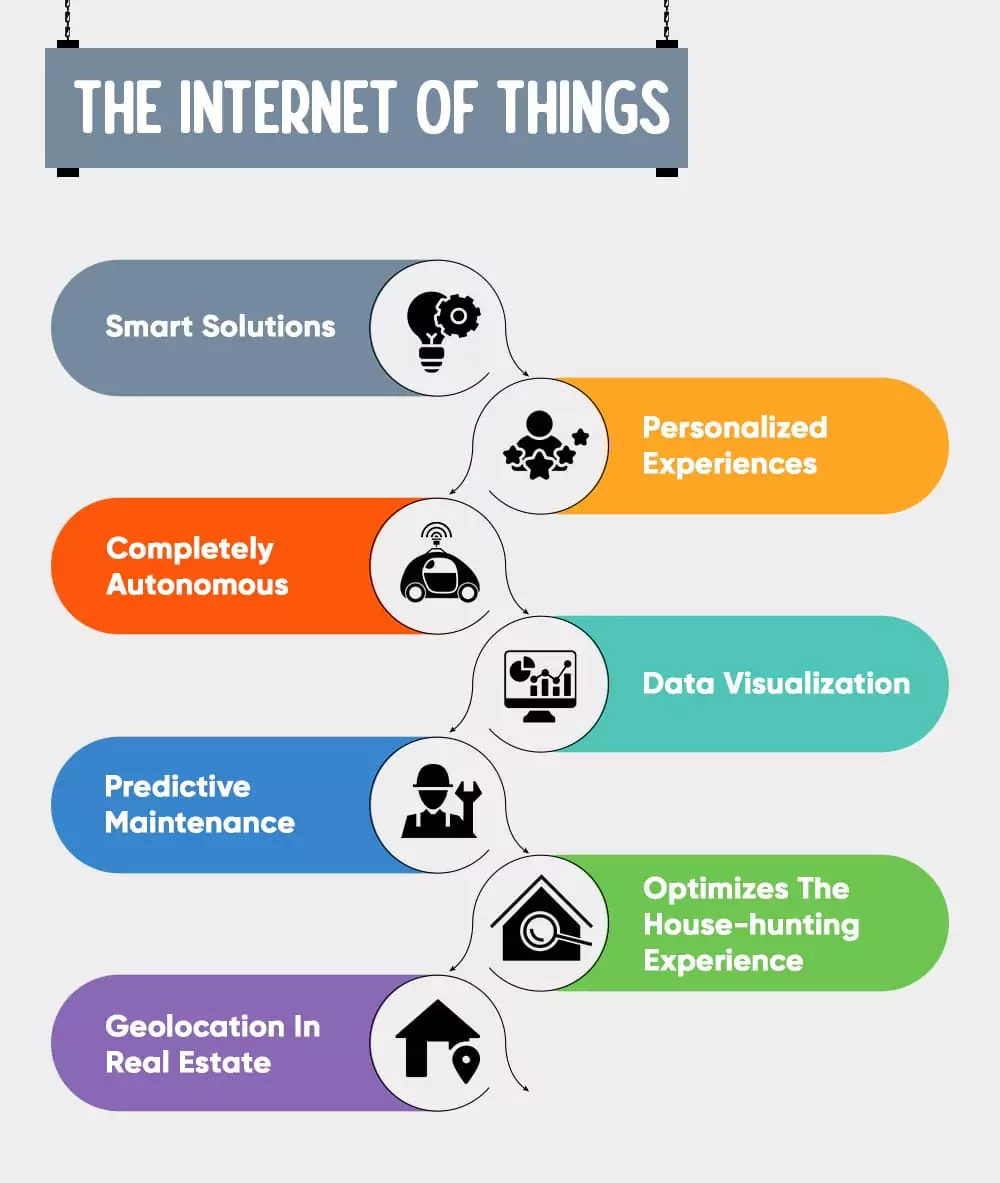 THE INTERNET OF THINGS
Smart Solutions
Personalized
Experiences
Completely
Autonomous
Data Visualization
Predictive
Maintenance
Optimizes The
House-hunting
Experience
Geolocation In
Real Estate